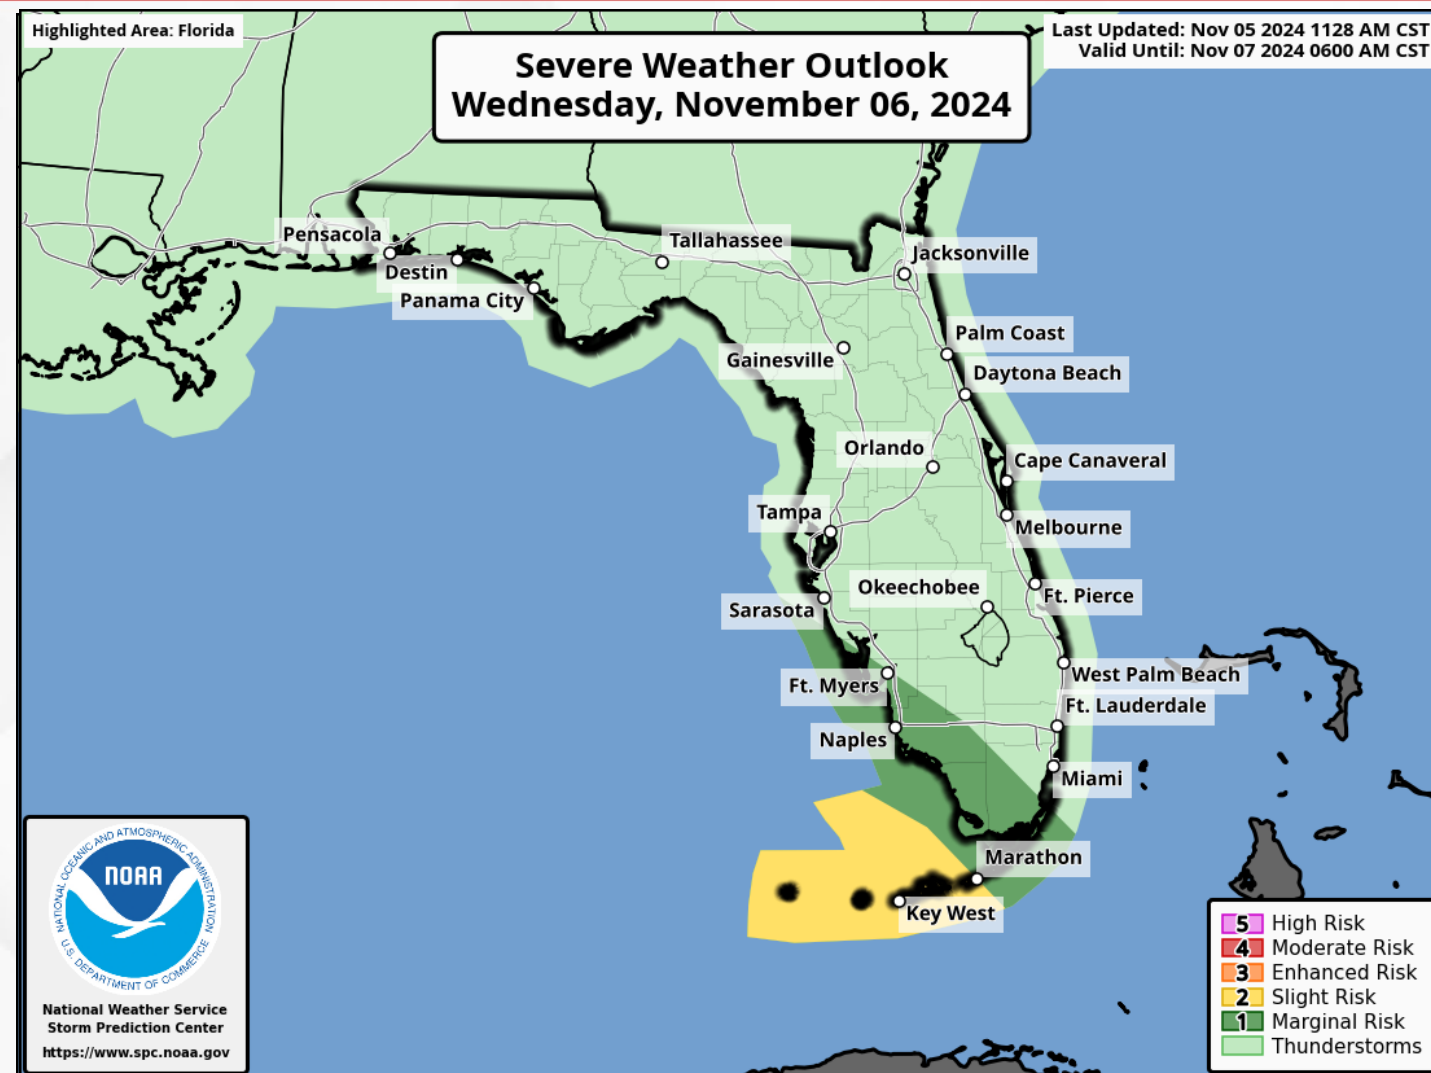 Highlighted Area: Florida
Last Updated: Nov 05 2024 1128 AM CST
Valid Until: Nov 07 2024 0600 AM CST
Severe Weather Outlook
Wednesday, November 06, 2024
Pensacola
Destin
Panama City
Tallahassee
Jacksonville
Palm Coast
Gainesville
Daytona Beach
Orlando
Cape Canaveral
Tampa
Melbourne
Okeechobee
Ft. Pierce
Sarasota
West Palm Beach
Ft. Myers
Ft. Lauderdale
Naples
Miami
Marathon
Key West
NATIONAL OCEANIC AND ATMOSPHERIC ADMINISTRATION
NOAA
U.S. DEPARTMENT OF COMMERCE
National Weather Service
Storm Prediction Center
https://www.spc.noaa.gov
5 High Risk
4 Moderate Risk
3 Enhanced Risk
2 Slight Risk
1 Marginal Risk
Thunderstorms